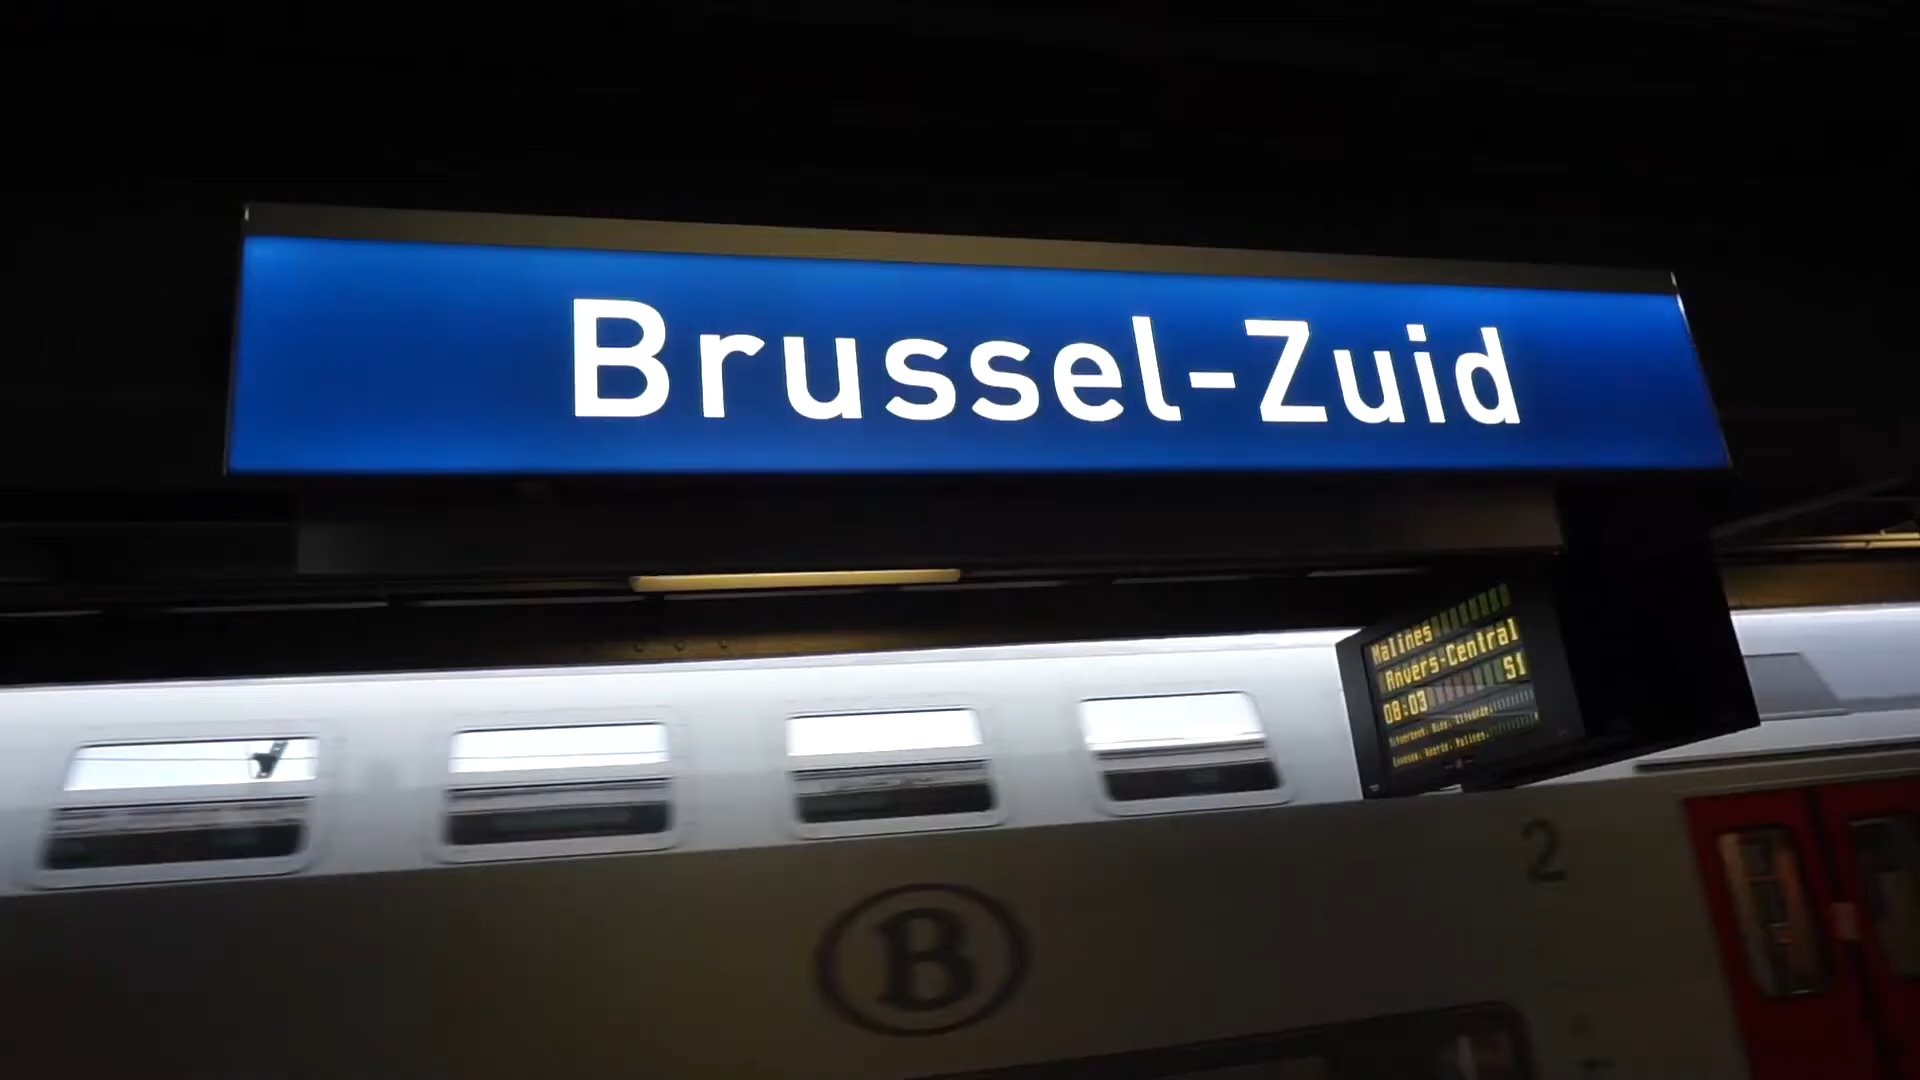 Brussel-Zuid
Malines
Anvers-Central
08:03 S1
B
2